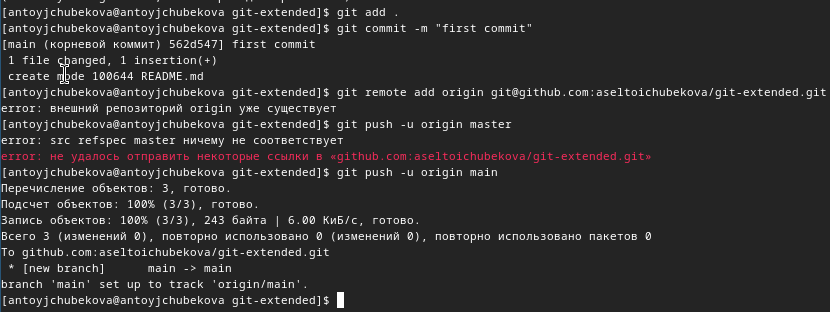 [antoyjchubekova@antoyjchubekova git-extended]$ git add .
[antoyjchubekova@antoyjchubekova git-extended]$ git commit -m "first commit"
[main (корневой коммит) 562d547] first commit
 1 file changed, 1 insertion(+)
 create mode 100644 README.md
[antoyjchubekova@antoyjchubekova git-extended]$ git remote add origin git@github.com:aseltoichubekova/git-extended.git
error: внешний репозиторий origin уже существует
[antoyjchubekova@antoyjchubekova git-extended]$ git push -u origin master
error: src refspec master ничему не соответствует
error: не удалось отправить некоторые ссылки в «github.com:aseltoichubekova/git-extended.git»
[antoyjchubekova@antoyjchubekova git-extended]$ git push -u origin main
Перечисление объектов: 3, готово.
Подсчет объектов: 100% (3/3), готово.
Запись объектов: 100% (3/3), 243 байта | 6.00 КиБ/с, готово.
Всего 3 (изменений 0), повторно использовано 0 (изменений 0), повторно использовано пакетов 0
To github.com:aseltoichubekova/git-extended.git
 * [new branch]      main -> main
branch 'main' set up to track 'origin/main'.
[antoyjchubekova@antoyjchubekova git-extended]$